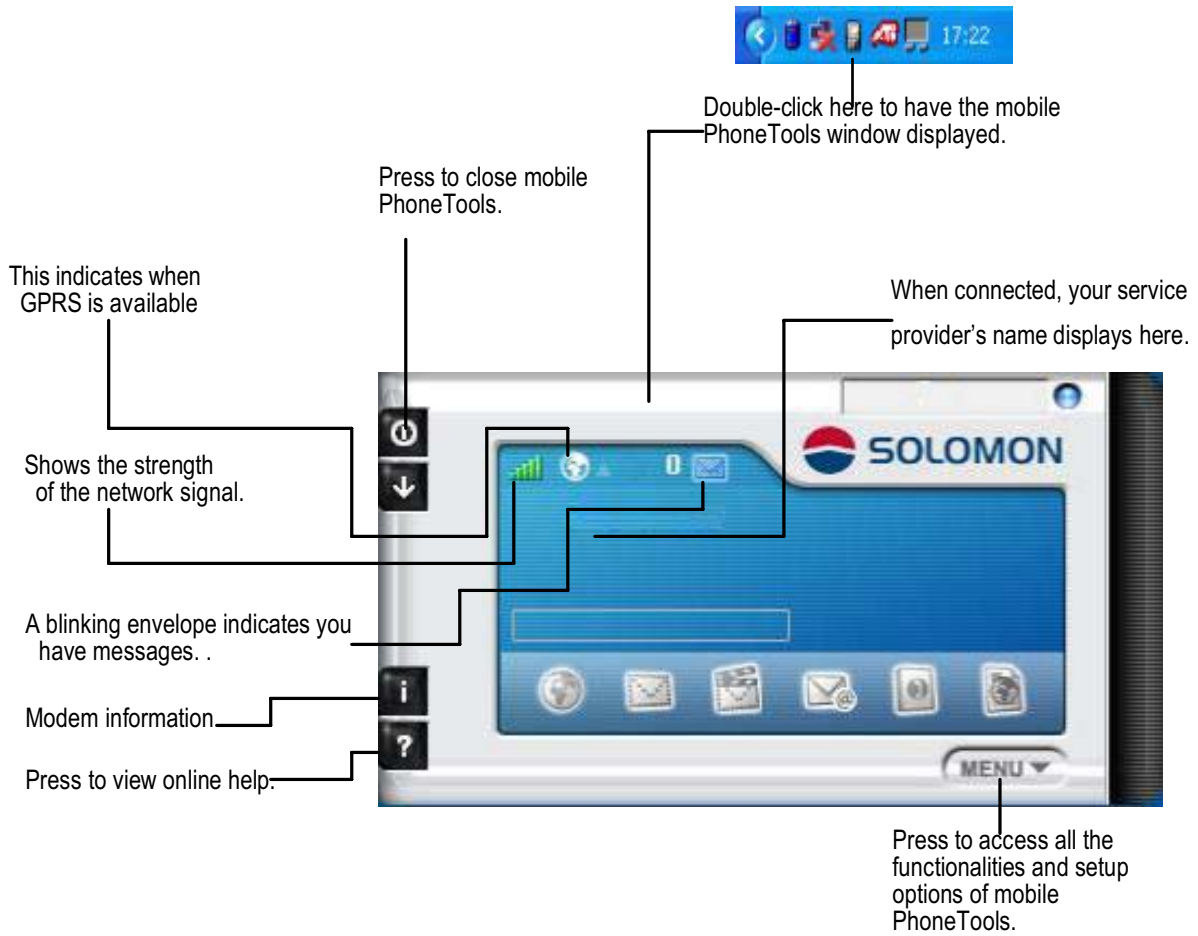 17:22
Double-click here to have the mobile
PhoneTools window displayed.
Press to close mobile
PhoneTools.
This indicates when
GPRS is available
When connected, your service
provider's name displays here.
Shows the strength
of the network signal.
SOLOMON
0
A blinking envelope indicates you
have messages. .
Modem information
i
Press to view online help.
?
MENU
Press to access all the
functionalities and setup
options of mobile
PhoneTools.